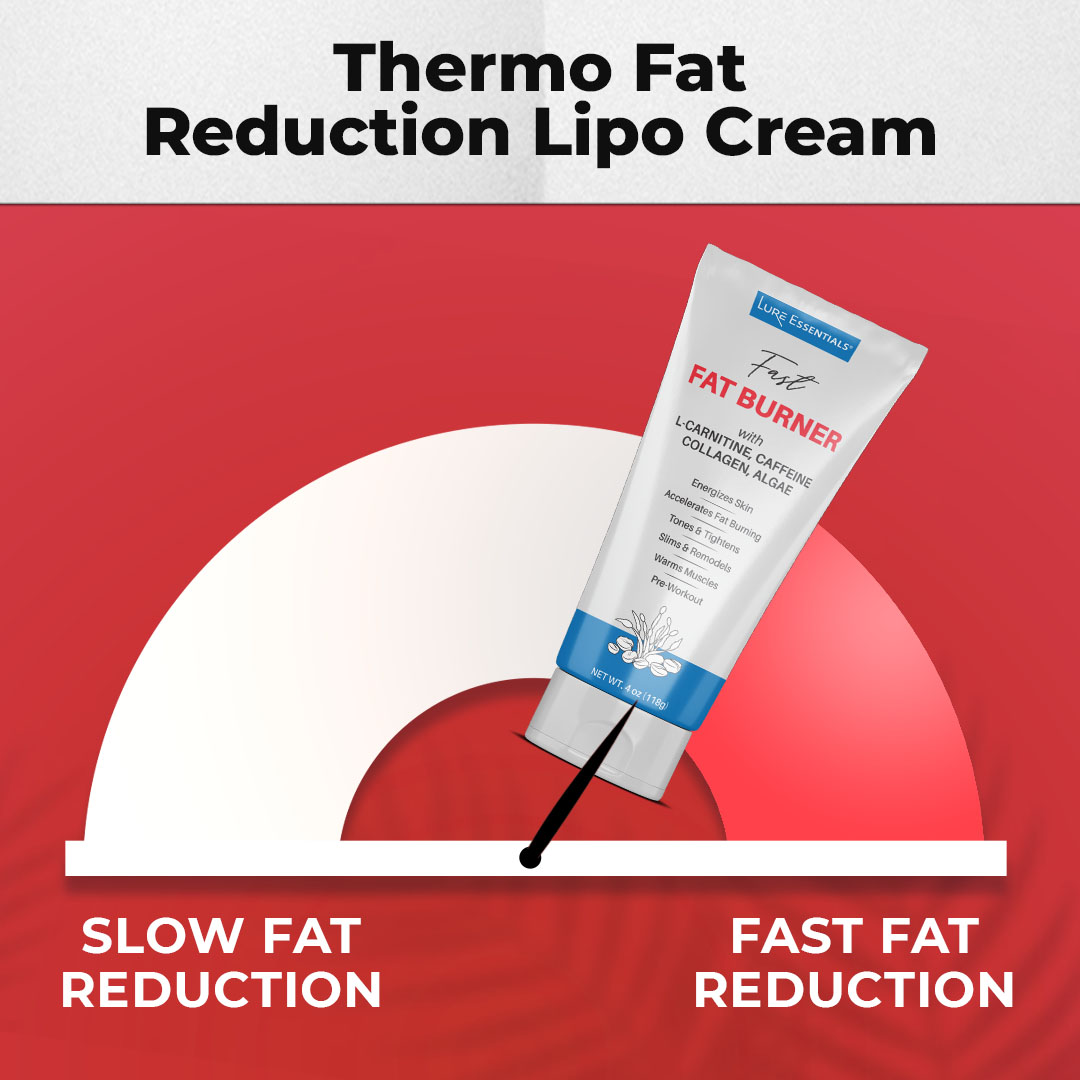 Thermo Fat
Reduction Lipo Cream
LURE ESSENTIALS®
Fast
FAT BURNER
with
L-CARNITINE, CAFFEINE
COLLAGEN, ALGAE
Energizes Skin
Accelerates Fat Burning
Tones & Tightens
Slims & Remodels
Warms Muscles
Pre-Workout
NET WT. 4 oz (118g)
SLOW FAT
REDUCTION
FAST FAT
REDUCTION